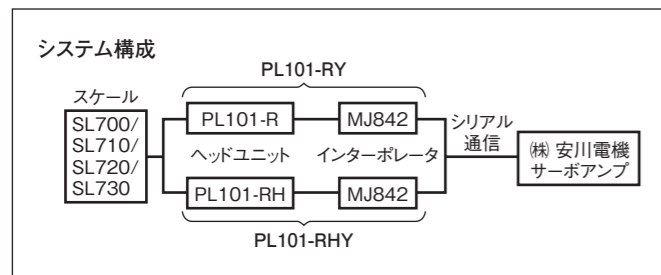 システム構成
PL101-RY
スケール
SL700/
SL710/
SL720/
SL730
PL101-R
MJ842
ヘッドユニット
インターポレータ
PL101-RH
MJ842
PL101-RHY
シリアル
通信
㈱ 安川電機
サーボアンプ